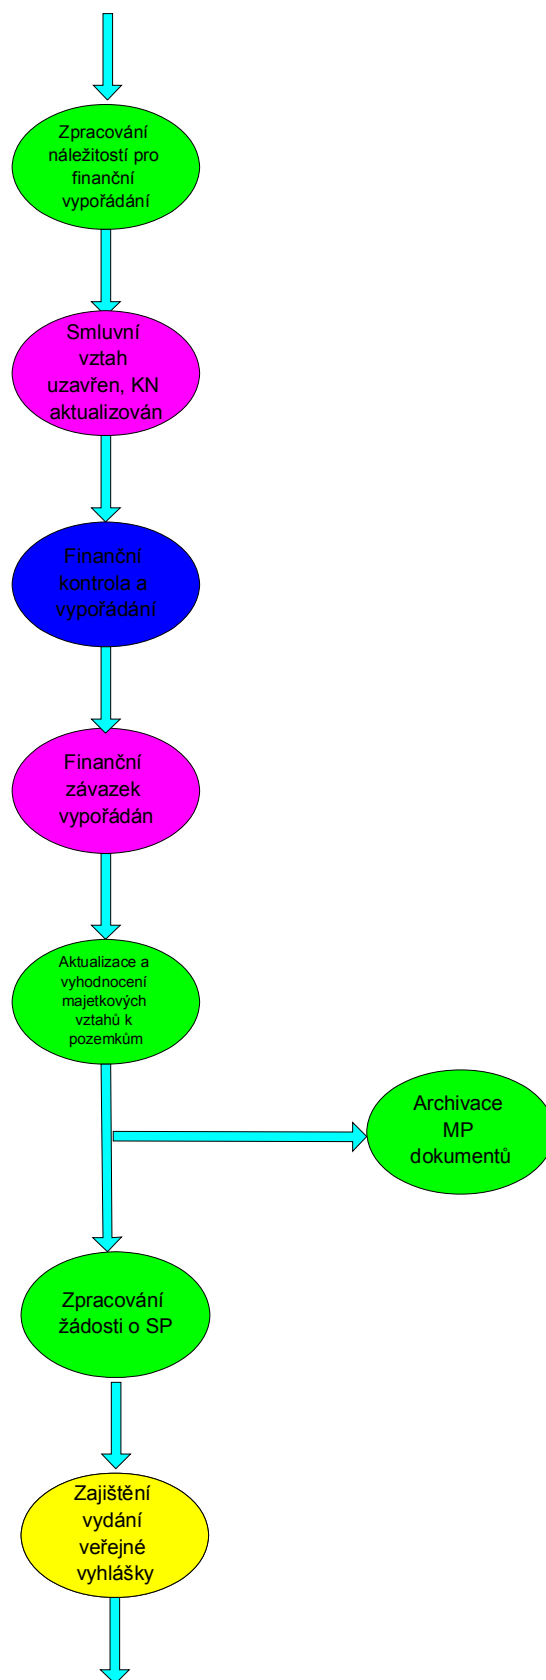 Zpracování
náležitostí pro
finanční
vypořádání
Smluvní
vztah
uzavřen, KN
aktualizován
Finanční
kontrola a
vypořádání
Finanční
závazek
vypořádán
Aktualizace a
vyhodnocení
majetkových
vztahů k
pozemkům
Archivace
MP
dokumentů
Zpracování
žádosti o SP
Zajištění
vydání
veřejné
vyhlášky